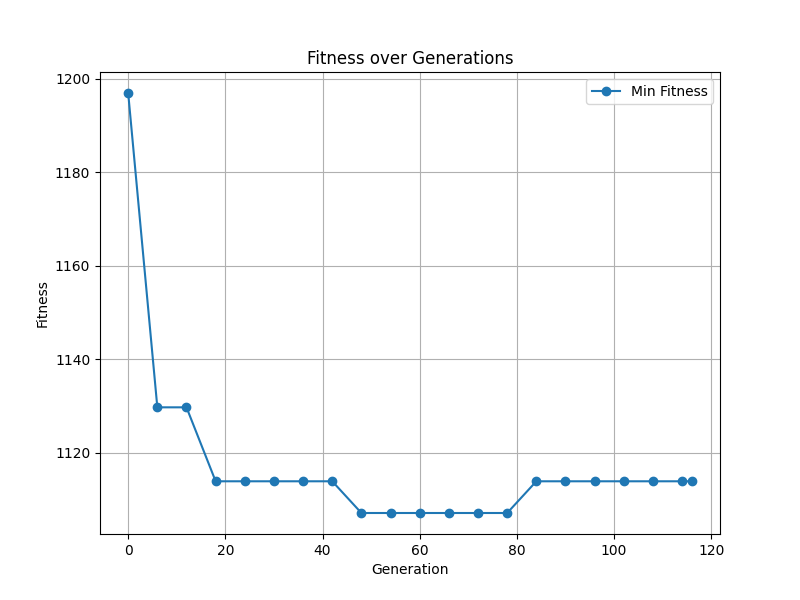 Fitness over Generations
Min Fitness
1200
1180
1160
1140
1120
Fitness
0 20 40 60 80 100 120
Generation